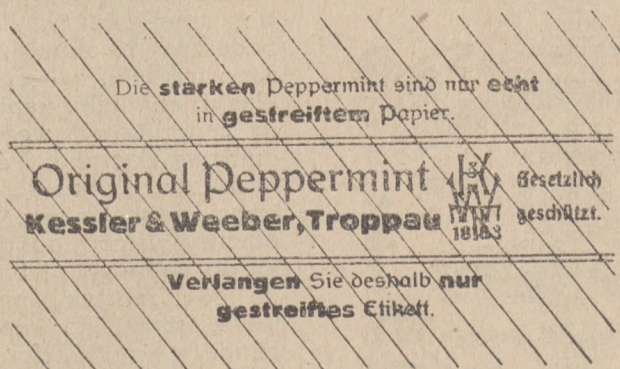 Die starken Peppermint sind nur echt
in gestreiftem Papier.
Original Peppermint
Kessler & Weeber, Troppau
1883
Gesetzlich
geschützt.
Verlangen Sie deshalb nur
gestreiftes Etikett.